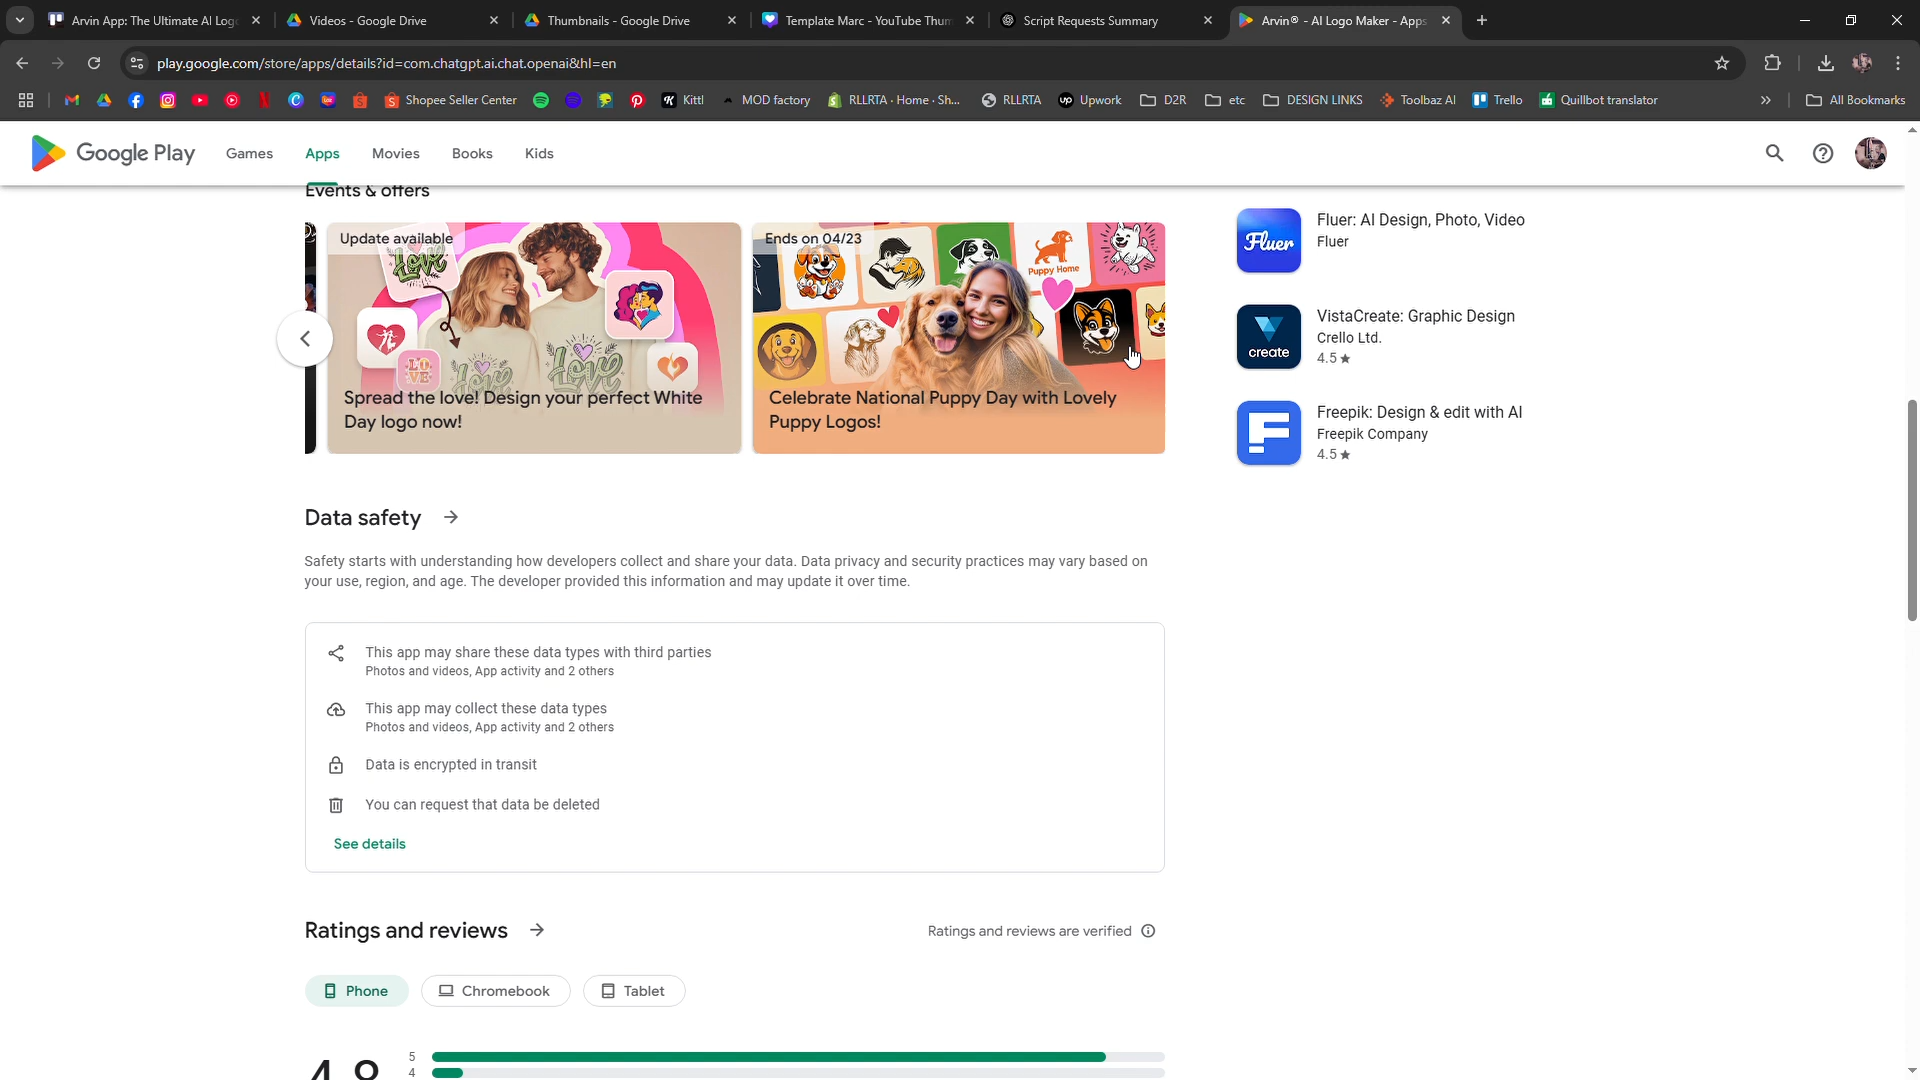 Arvin App: The Ultimate AI Log
Videos - Google Drive
Thumbnails - Google Drive
Template Marc - YouTube Thum
Script Requests Summary
Arvin® - AI Logo Maker - Apps
play.google.com/store/apps/details?id=com.chatgpt.ai.chat.openai&hl=en
Shopee Seller Center
Kittl
MOD factory
RLLRTA · Home · Sh...
RLLRTA
Upwork
D2R
etc
DESIGN LINKS
Toolbaz AI
Trello
Quillbot translator
All Bookmarks
Google Play
Games
Apps
Movies
Books
Kids
Events & offers
Update available
Love
LO
VE
Love
Love
Spread the love! Design your perfect White
Day logo now!
Ends on 04/23
Puppy Home
Celebrate National Puppy Day with Lovely
Puppy Logos!
Fluer
Fluer: AI Design, Photo, Video
Fluer
create
VistaCreate: Graphic Design
Crello Ltd.
4.5★
Freepik: Design & edit with AI
Freepik Company
4.5★
Data safety
Safety starts with understanding how developers collect and share your data. Data privacy and security practices may vary based on
your use, region, and age. The developer provided this information and may update it over time.
This app may share these data types with third parties
Photos and videos, App activity and 2 others
This app may collect these data types
Photos and videos, App activity and 2 others
Data is encrypted in transit
You can request that data be deleted
See details
Ratings and reviews
Ratings and reviews are verified
Phone
Chromebook
Tablet
5
4